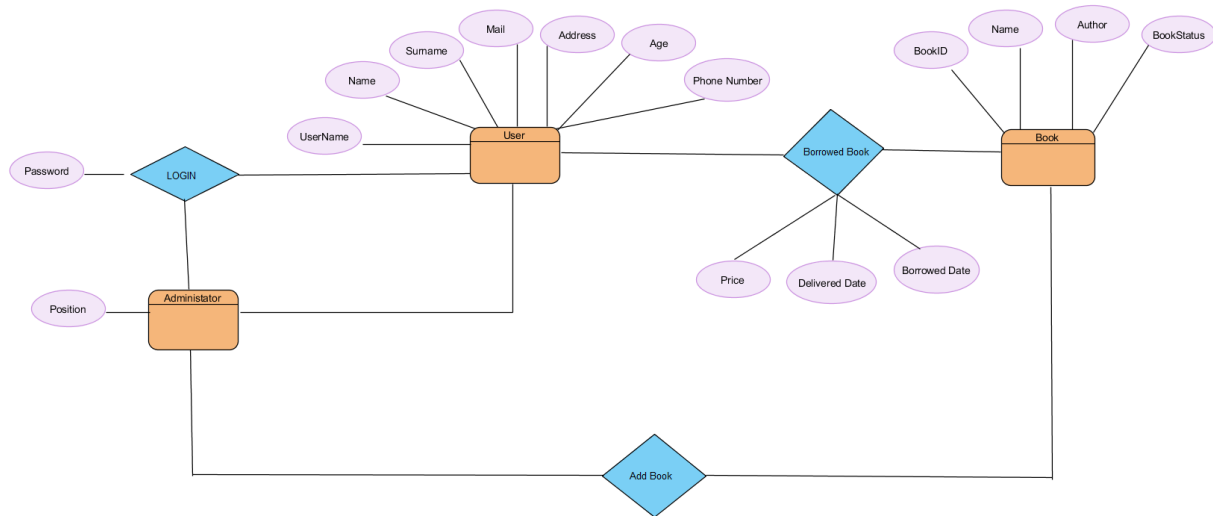 Mail
Address
Surname
Age
Name
Phone Number
UserName
User
Name
Author
BookID
BookStatus
Borrowed Book
Book
Password
LOGIN
Price
Delivered Date
Borrowed Date
Position
Administator
Add Book